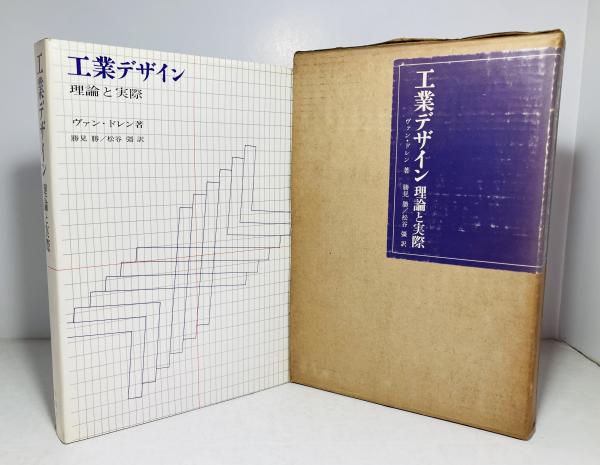 工業デザイン 理論と実際
工業デザイン
理論と実際
ヴァン・ドレン著
勝見 勝／松谷 彊 訳
工業デザイン 理論と実際
ヴァン・ドレン 著 勝見 勝／松谷 彊 訳